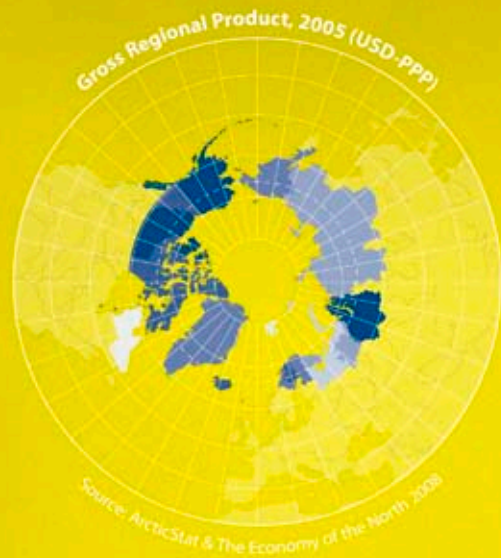 Gross Regional Product, 2005 (USD-PPP)
Source: ArcticStat & The Economy of the North 2008